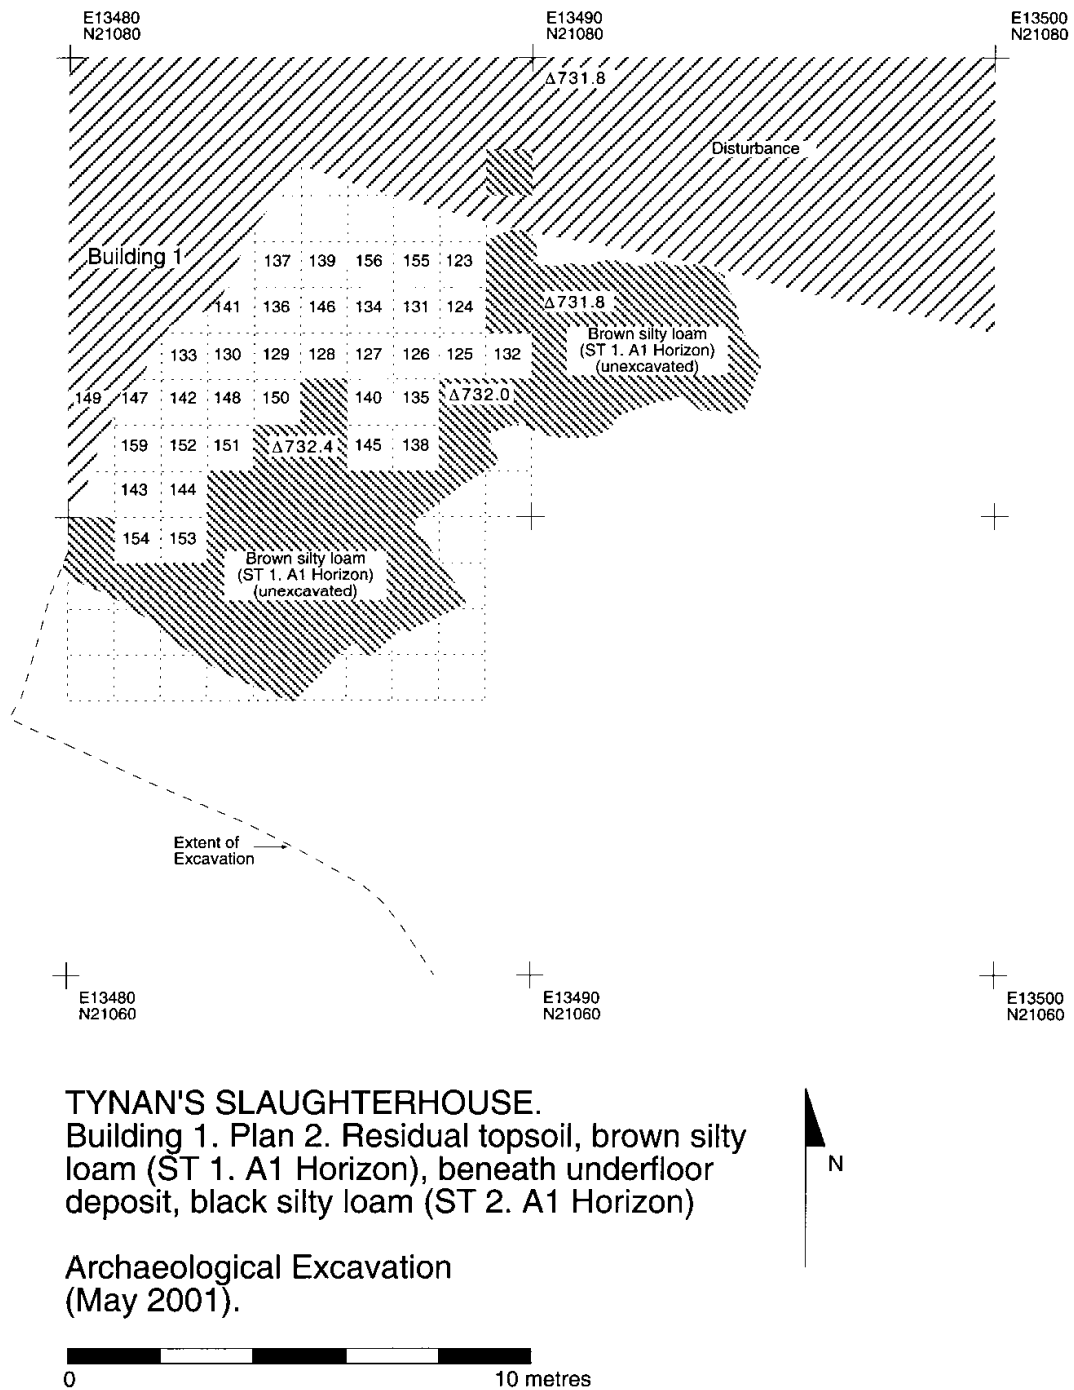 E13480 E13490 E13500
N21080 N21080 N21080
Δ731.8
Disturbance
Building 1
137 139 156 155 123
141 136 146 134 131 124
Δ731.8
Brown silty loam
(ST 1. A1 Horizon)
(unexcavated)
133 130 129 128 127 126 125 132
149 147 142 148 150 140 135 Δ732.0
159 152 151 Δ732.4 145 138
143 144
154 153
Brown silty loam
(ST 1. A1 Horizon)
(unexcavated)
Extent of
Excavation
E13480 E13490 E13500
N21060 N21060 N21060
TYNAN'S SLAUGHTERHOUSE.
Building 1. Plan 2. Residual topsoil, brown silty
loam (ST 1. A1 Horizon), beneath underfloor
deposit, black silty loam (ST 2. A1 Horizon)
N
Archaeological Excavation
(May 2001).
0 10 metres